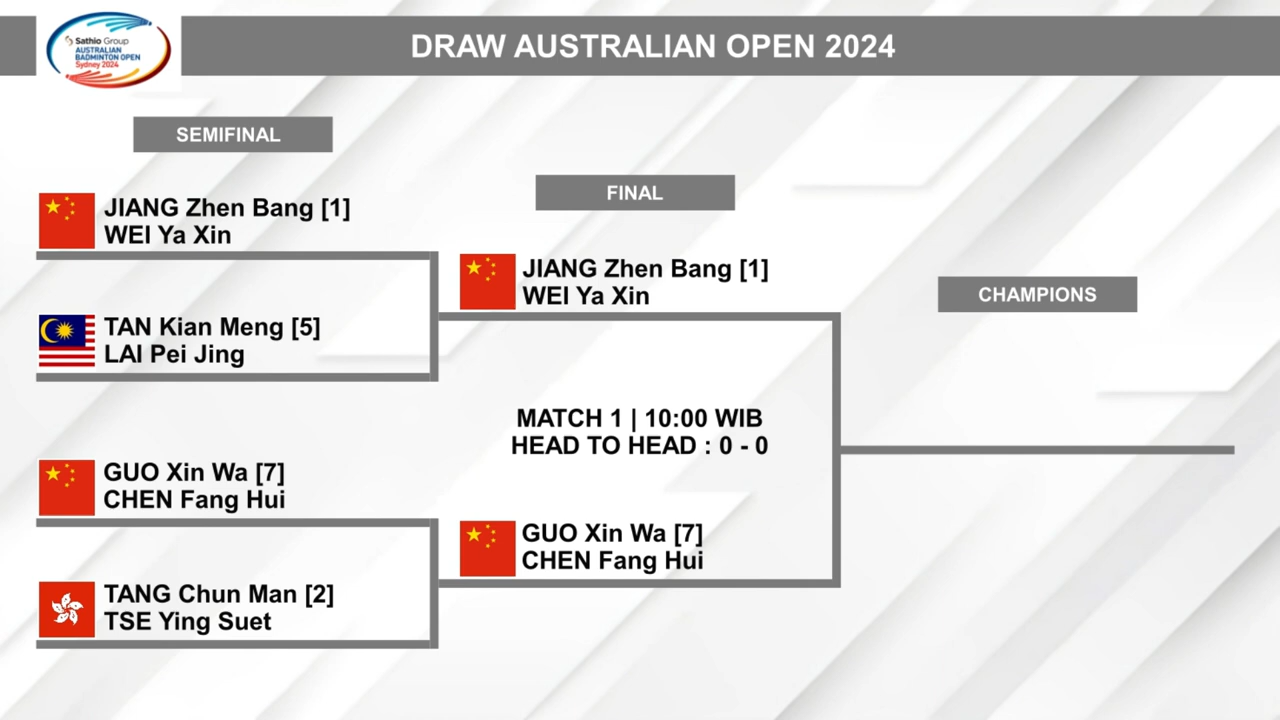 Sathio Group
AUSTRALIAN
BADMINTON OPEN
Sydney 2024
DRAW AUSTRALIAN OPEN 2024
SEMIFINAL
JIANG Zhen Bang [1]
WEI Ya Xin
TAN Kian Meng [5]
LAI Pei Jing
GUO Xin Wa [7]
CHEN Fang Hui
TANG Chun Man [2]
TSE Ying Suet
FINAL
JIANG Zhen Bang [1]
WEI Ya Xin
MATCH 1 | 10:00 WIB
HEAD TO HEAD : 0 - 0
GUO Xin Wa [7]
CHEN Fang Hui
CHAMPIONS